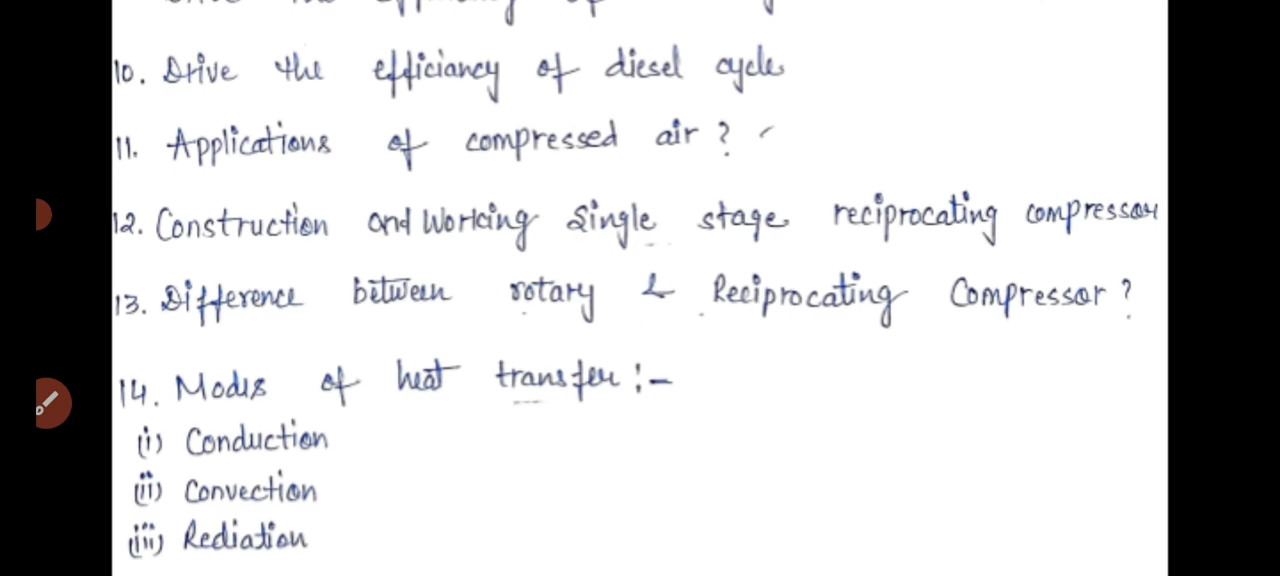 10. Drive the efficiancy of diesel cycle
11. Applications of compressed air ?
12. Construction and Working Single stage reciprocating compressor
13. Difference between rotary & Reciprocating Compressor ?
14. Modes of heat transfer :-
(i) Conduction
(ii) Convection
(iii) Rediation